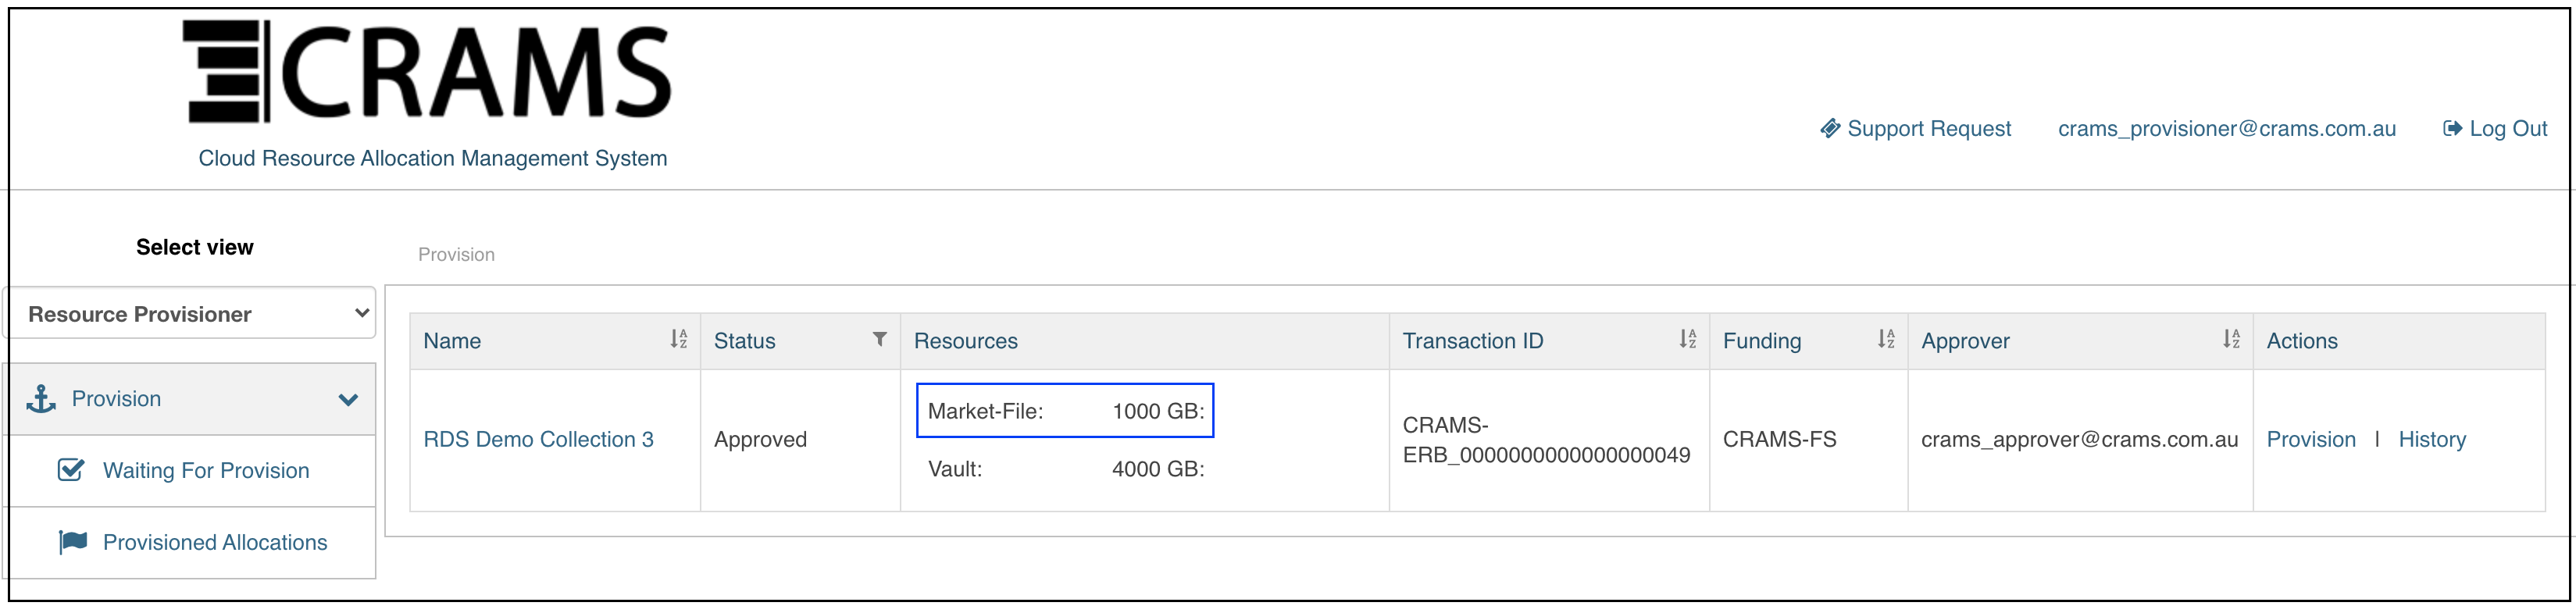 CRAMS
Cloud Resource Allocation Management System
Support Request crams_provisioner@crams.com.au Log Out
Select view
Provision
Resource Provisioner
Name Status Resources Transaction ID Funding Approver Actions
Provision
Waiting For Provision
Provisioned Allocations
RDS Demo Collection 3
Approved
Market-File: 1000 GB:
Vault: 4000 GB:
CRAMS-
ERB_0000000000000000049
CRAMS-FS
crams_approver@crams.com.au
Provision | History